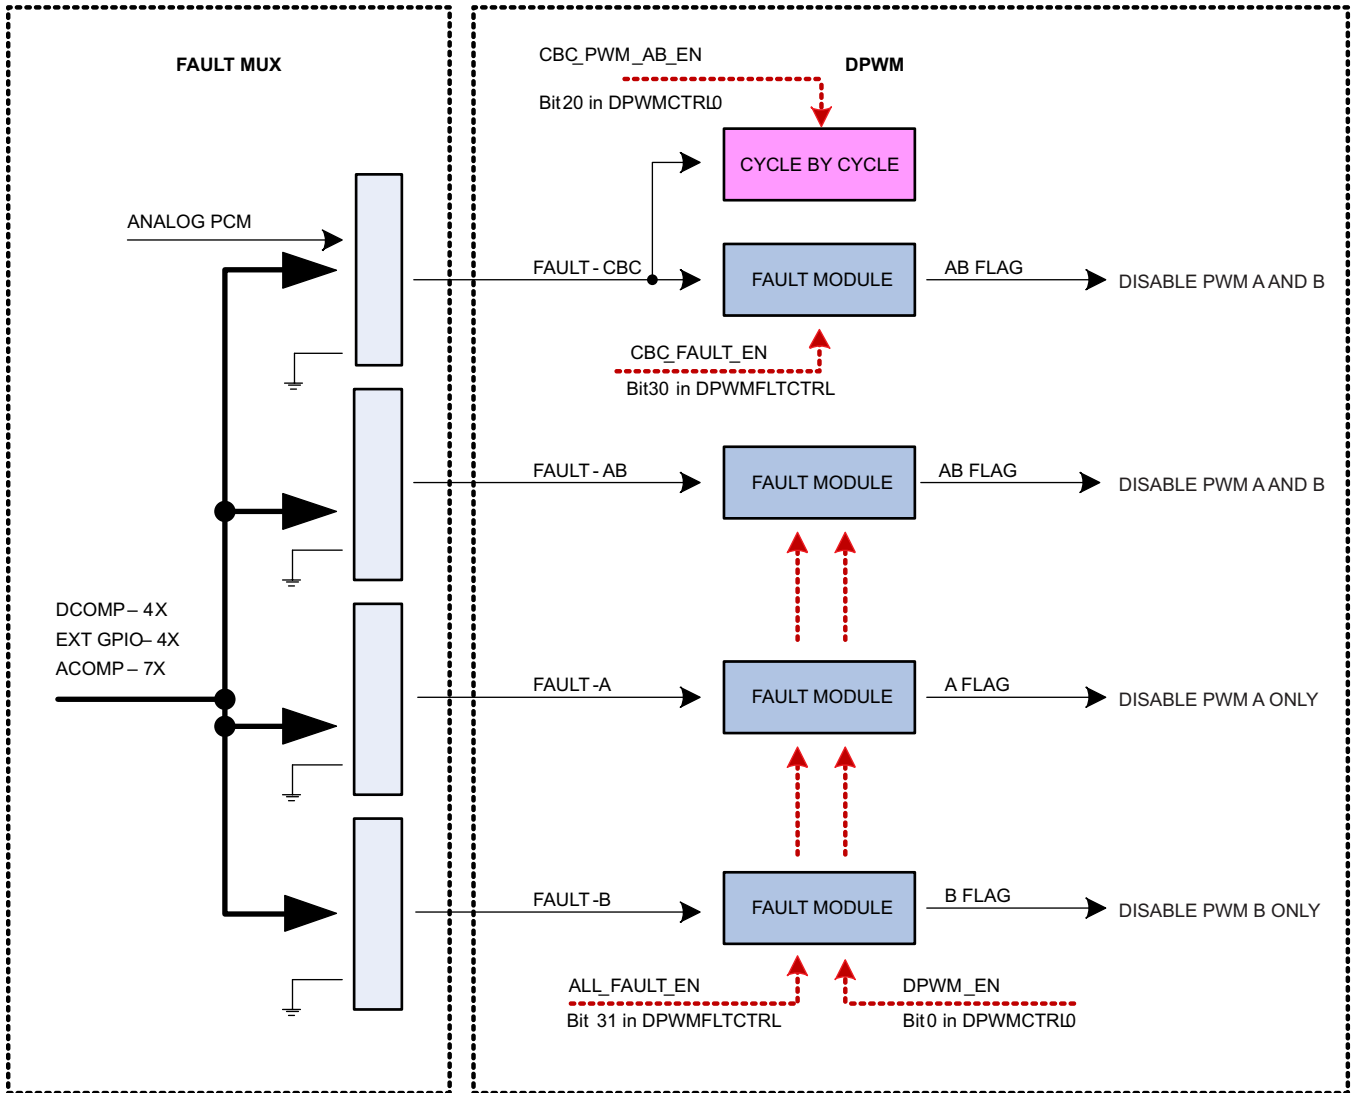 FAULT MUX
DPWM
CBC_PWM_AB_EN
Bit20 in DPWMCTRL0
CYCLE BY CYCLE
ANALOG PCM
FAULT - CBC
FAULT MODULE
AB FLAG
DISABLE PWM A AND B
CBC_FAULT_EN
Bit30 in DPWMFLTCTRL
FAULT - AB
FAULT MODULE
AB FLAG
DISABLE PWM A AND B
DCOMP – 4X
EXT GPIO – 4X
ACOMP – 7X
FAULT - A
FAULT MODULE
A FLAG
DISABLE PWM A ONLY
FAULT - B
FAULT MODULE
B FLAG
DISABLE PWM B ONLY
ALL_FAULT_EN
Bit 31 in DPWMFLTCTRL
DPWM_EN
Bit0 in DPWMCTRL0